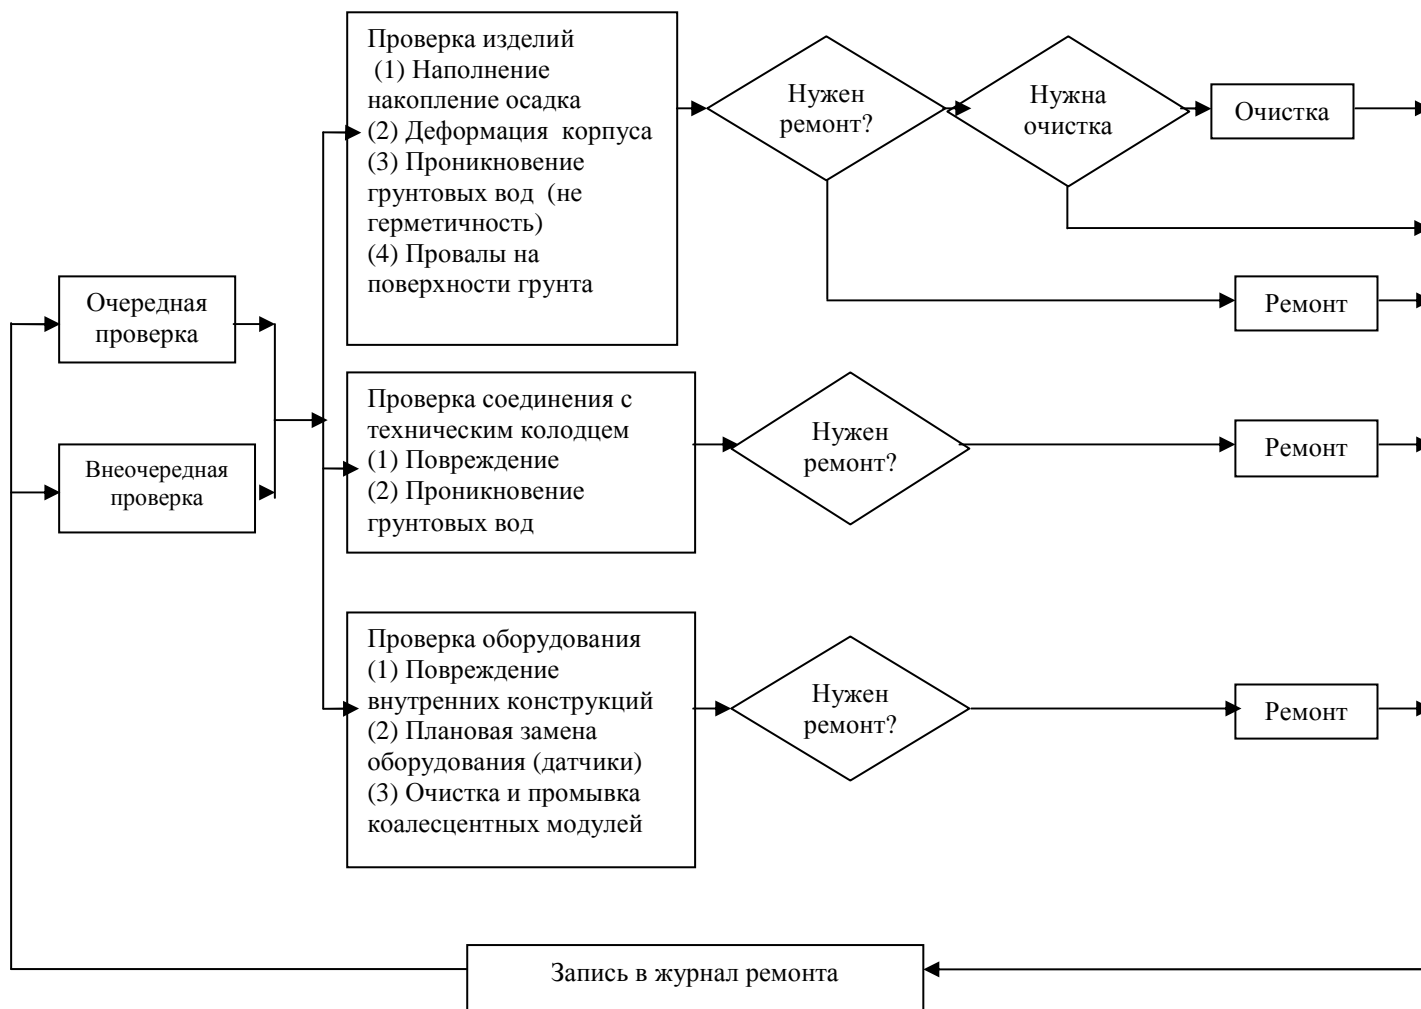 Проверка изделий
(1) Наполнение
накопление осадка
(2) Деформация корпуса
(3) Проникновение
грунтовых вод (не
герметичность)
(4) Провалы на
поверхности грунта
Нужен
ремонт?
Нужна
очистка
Очистка
Ремонт
Очередная
проверка
Внеочередная
проверка
Проверка соединения с
техническим колодцем
(1) Повреждение
(2) Проникновение
грунтовых вод
Нужен
ремонт?
Ремонт
Проверка оборудования
(1) Повреждение
внутренних конструкций
(2) Плановая замена
оборудования (датчики)
(3) Очистка и промывка
коалесцентных модулей
Нужен
ремонт?
Ремонт
Запись в журнал ремонта